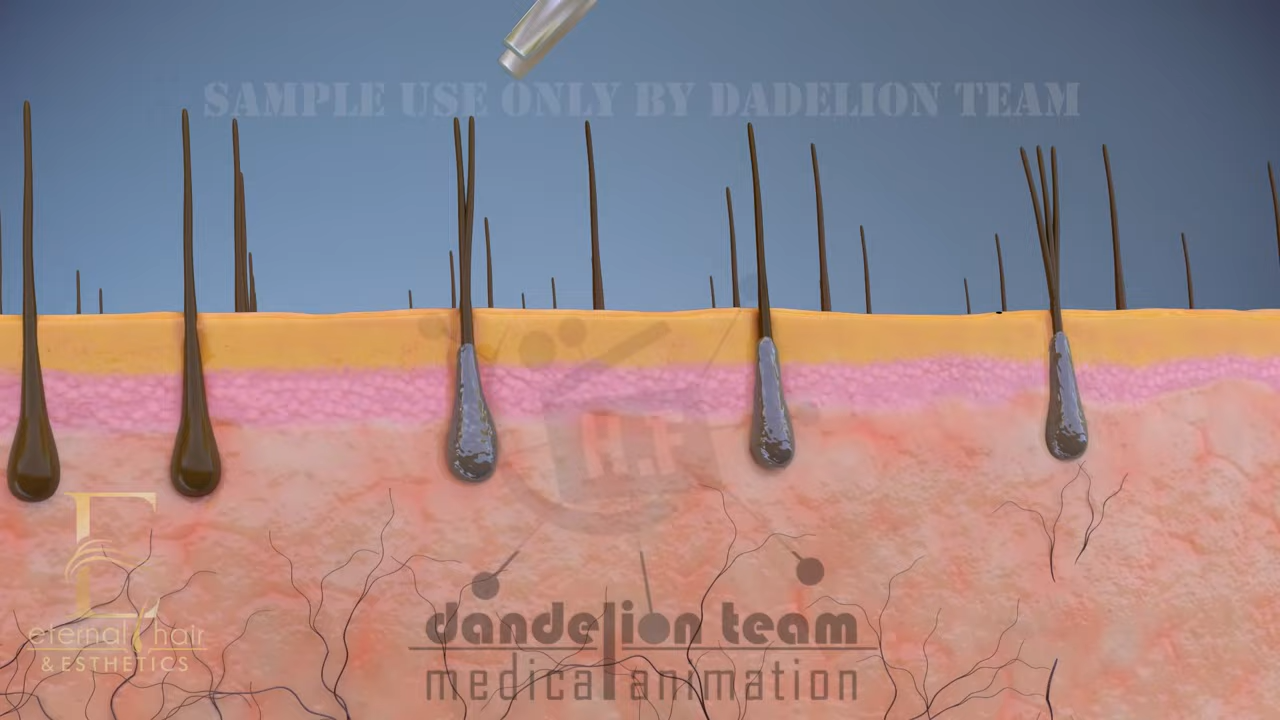 SAMPLE USE ONLY BY DADELION TEAM
dandelion team
medical animation
eternal hair
& ESTHETICS